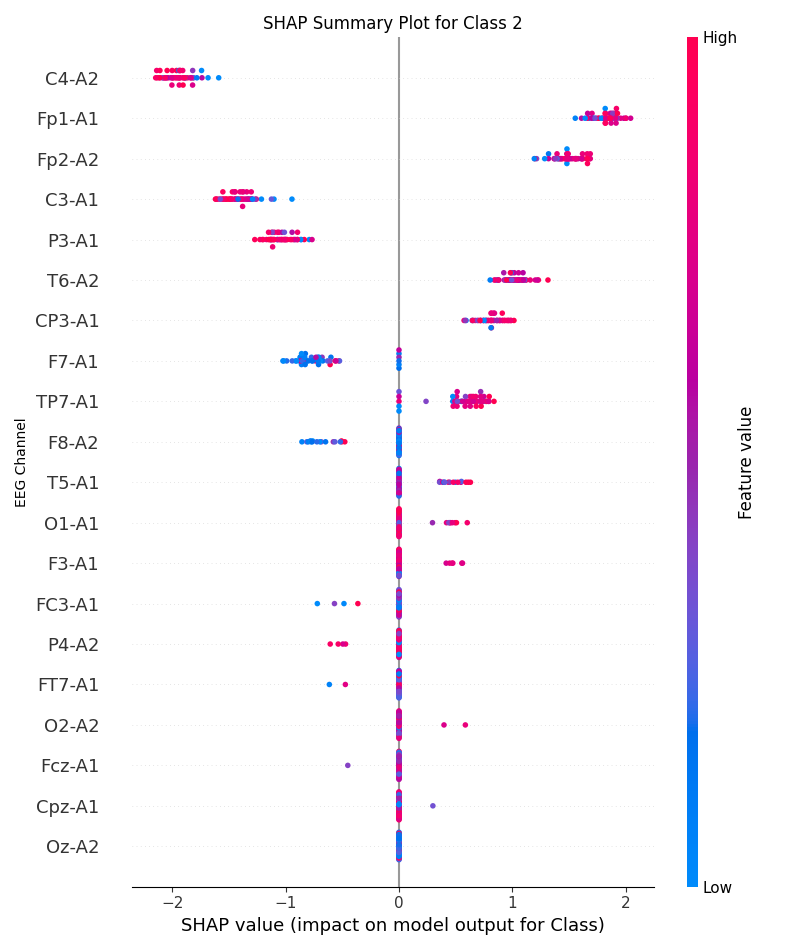 SHAP Summary Plot for Class 2
High
C4-A2
Fp1-A1
Fp2-A2
C3-A1
P3-A1
T6-A2
CP3-A1
F7-A1
TP7-A1
F8-A2
T5-A1
O1-A1
F3-A1
FC3-A1
P4-A2
FT7-A1
O2-A2
Fcz-A1
Cpz-A1
Oz-A2
EEG Channel
Feature value
Low
−2 −1 0 1 2
SHAP value (impact on model output for Class)